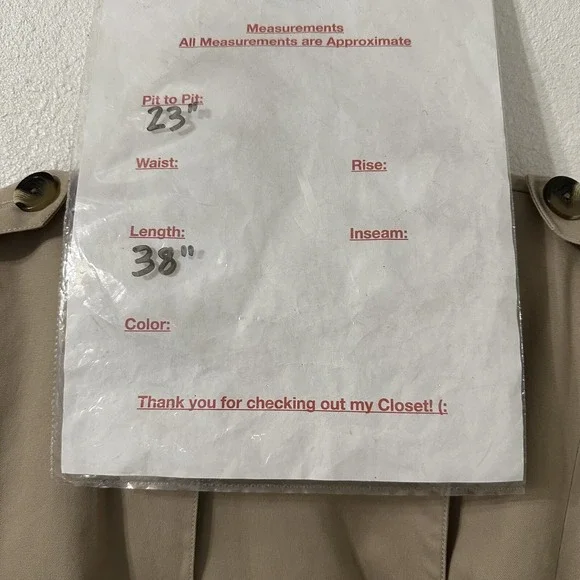 Measurements
All Measurements are Approximate
Pit to Pit:
23"
Waist: Rise:
Length: Inseam:
38"
Color:
Thank you for checking out my Closet! (: